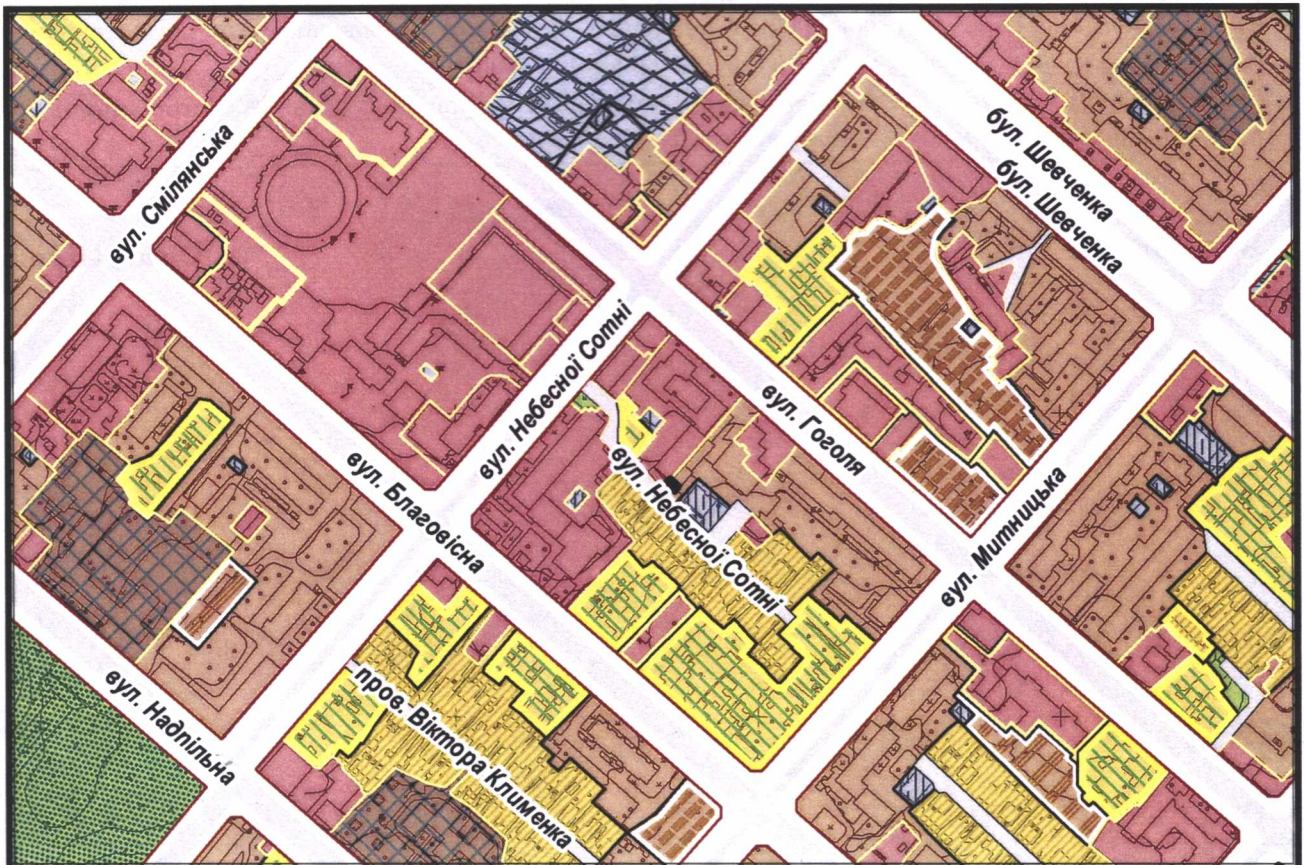 бул. Шевченка
бул. Шевченка
вул. Смілянська
вул. Небесної Сотні
вул. Гоголя
вул. Благовісна
вул. Небесної Сотні
вул. Митницька
вул. Надпільна
пров. Віктора Клименка